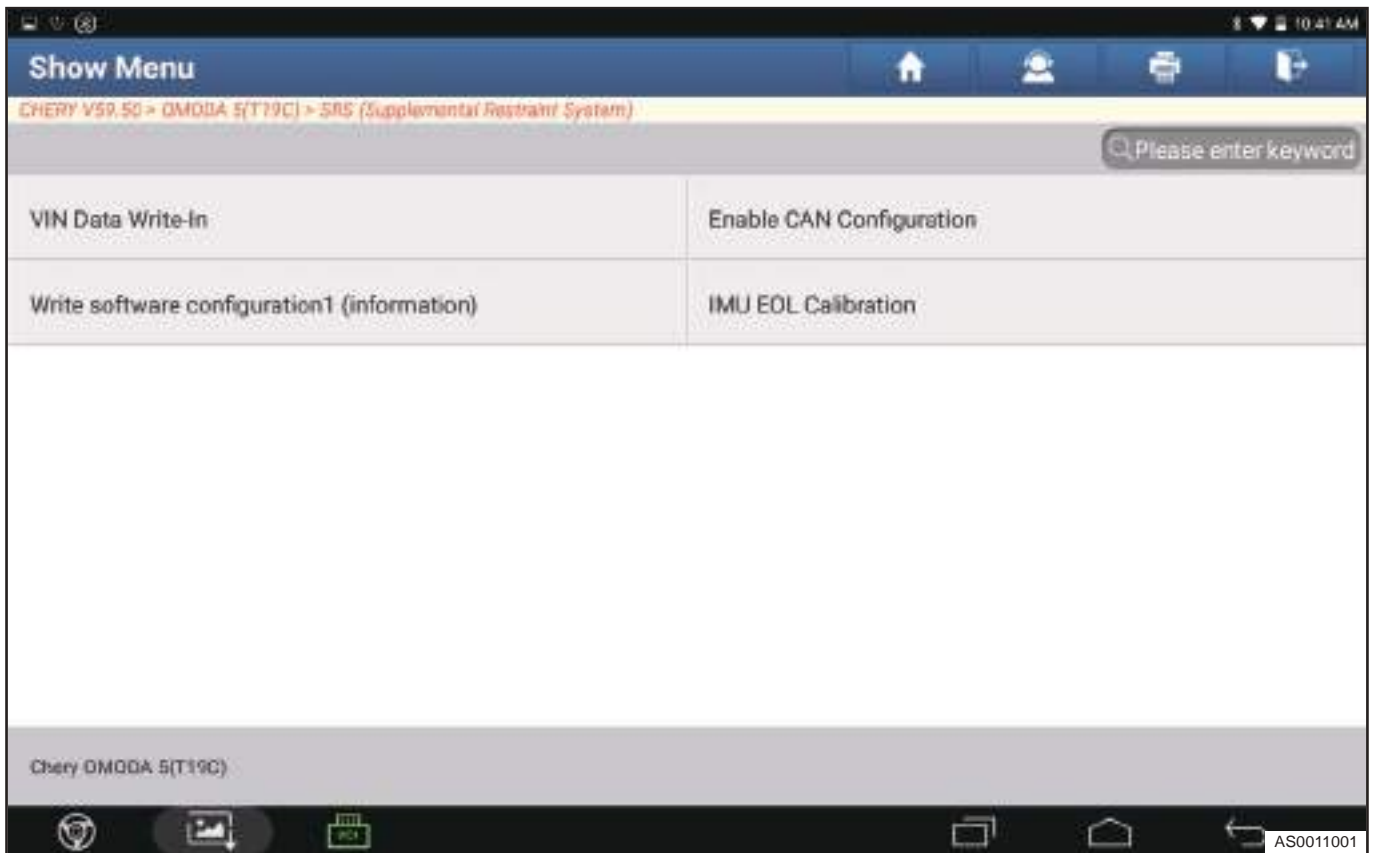 10:41 AM
Show Menu
CHERY V59.50 > OMODA 5(T19C) > SRS (Supplemental Restraint System)
Please enter keyword
VIN Data Write-In
Enable CAN Configuration
Write software configuration1 (information)
IMU EOL Calibration
Chery OMODA 5(T19C)
VCI
AS0011001